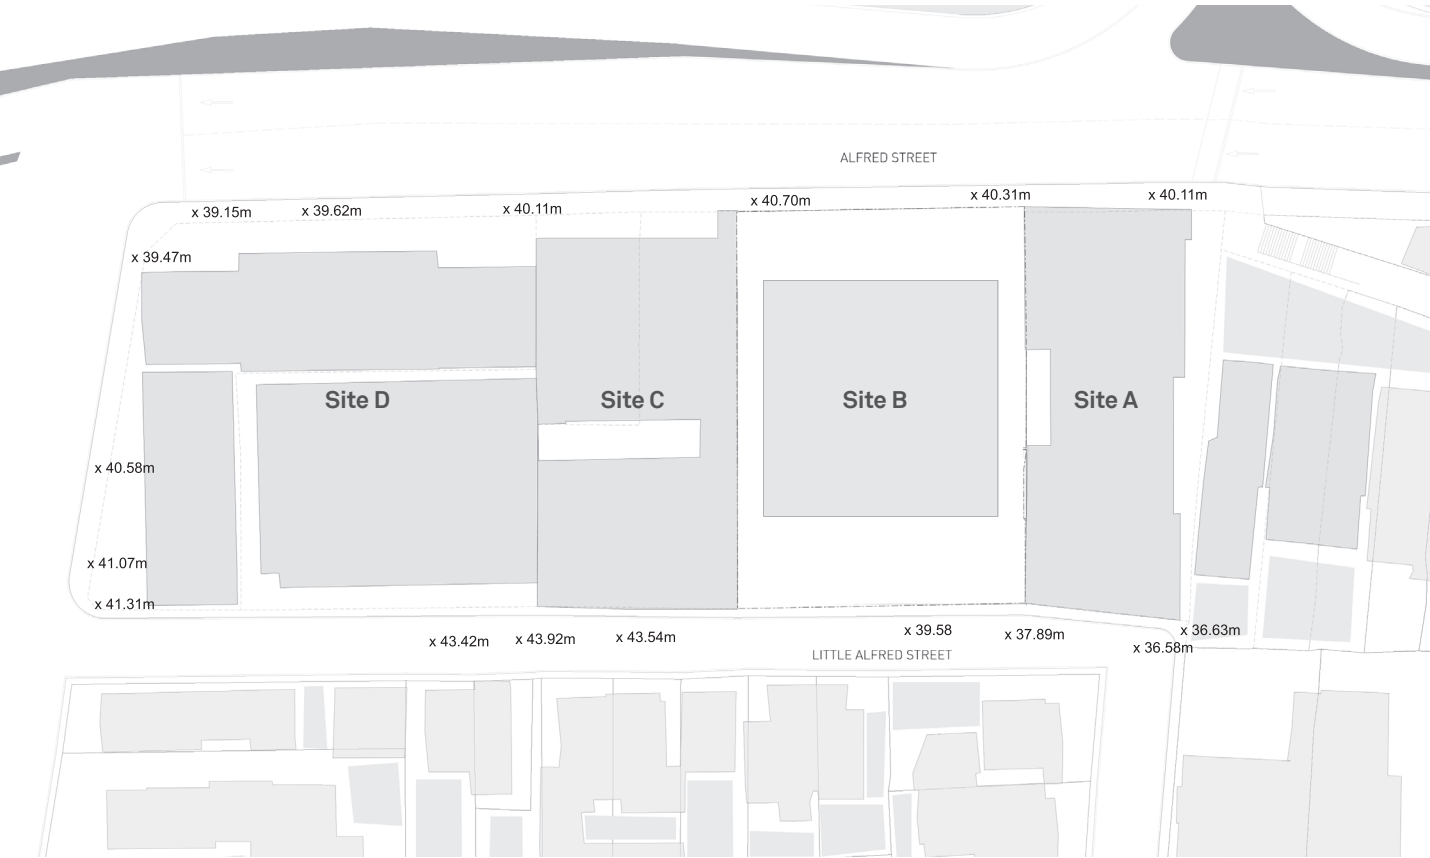 ALFRED STREET
x 39.15m
x 39.62m
x 40.11m
x 40.70m
x 40.31m
x 40.11m
x 39.47m
Site D
Site C
Site B
Site A
x 40.58m
x 41.07m
x 41.31m
x 43.42m
x 43.92m
x 43.54m
x 39.58
x 37.89m
x 36.63m
x 36.58m
LITTLE ALFRED STREET